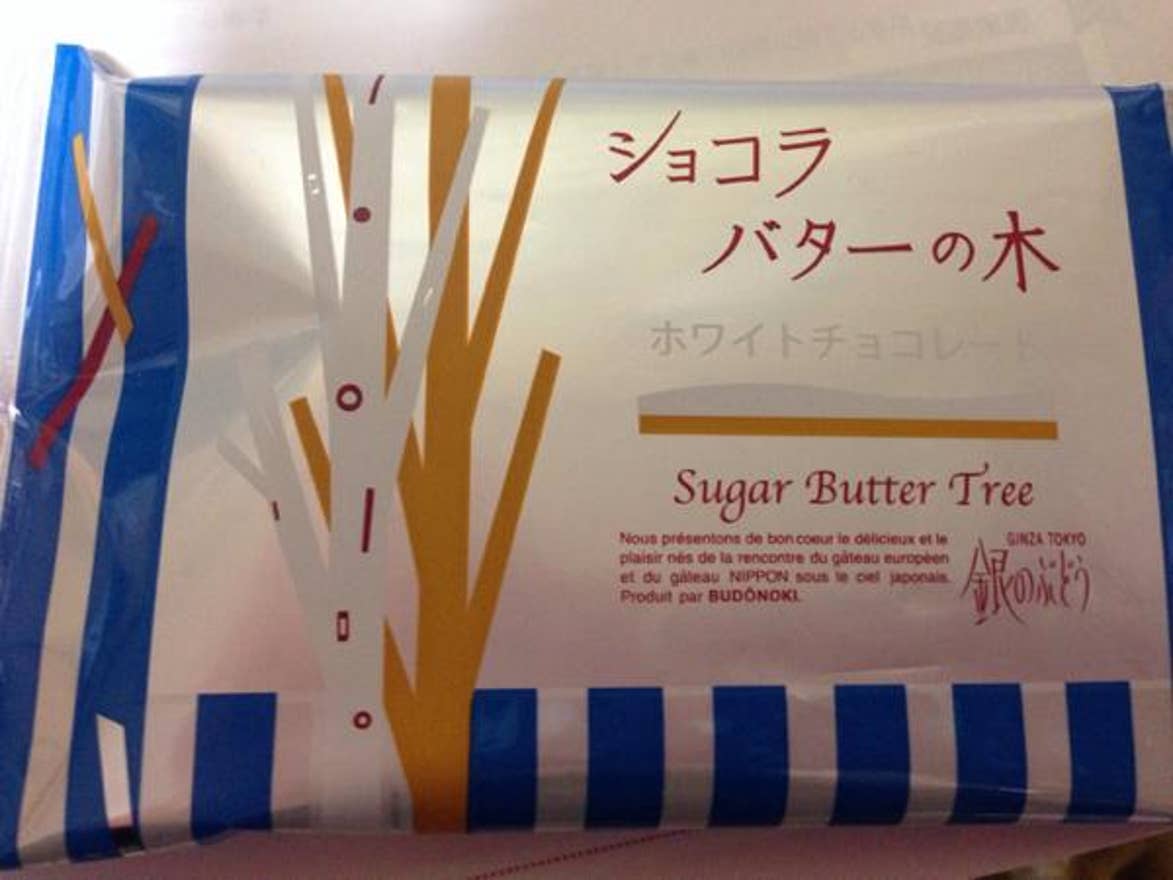 ショコラ
バターの木
ホワイトチョコレート
Sugar Butter Tree
Nous présentons de bon coeur le délicieux et le
plaisir nés de la rencontre du gâteau européen
et du gâteau NIPPON sous le ciel japonais.
Produit par BUDÔNOKI.
GINZA TOKYO
銀のぶどう